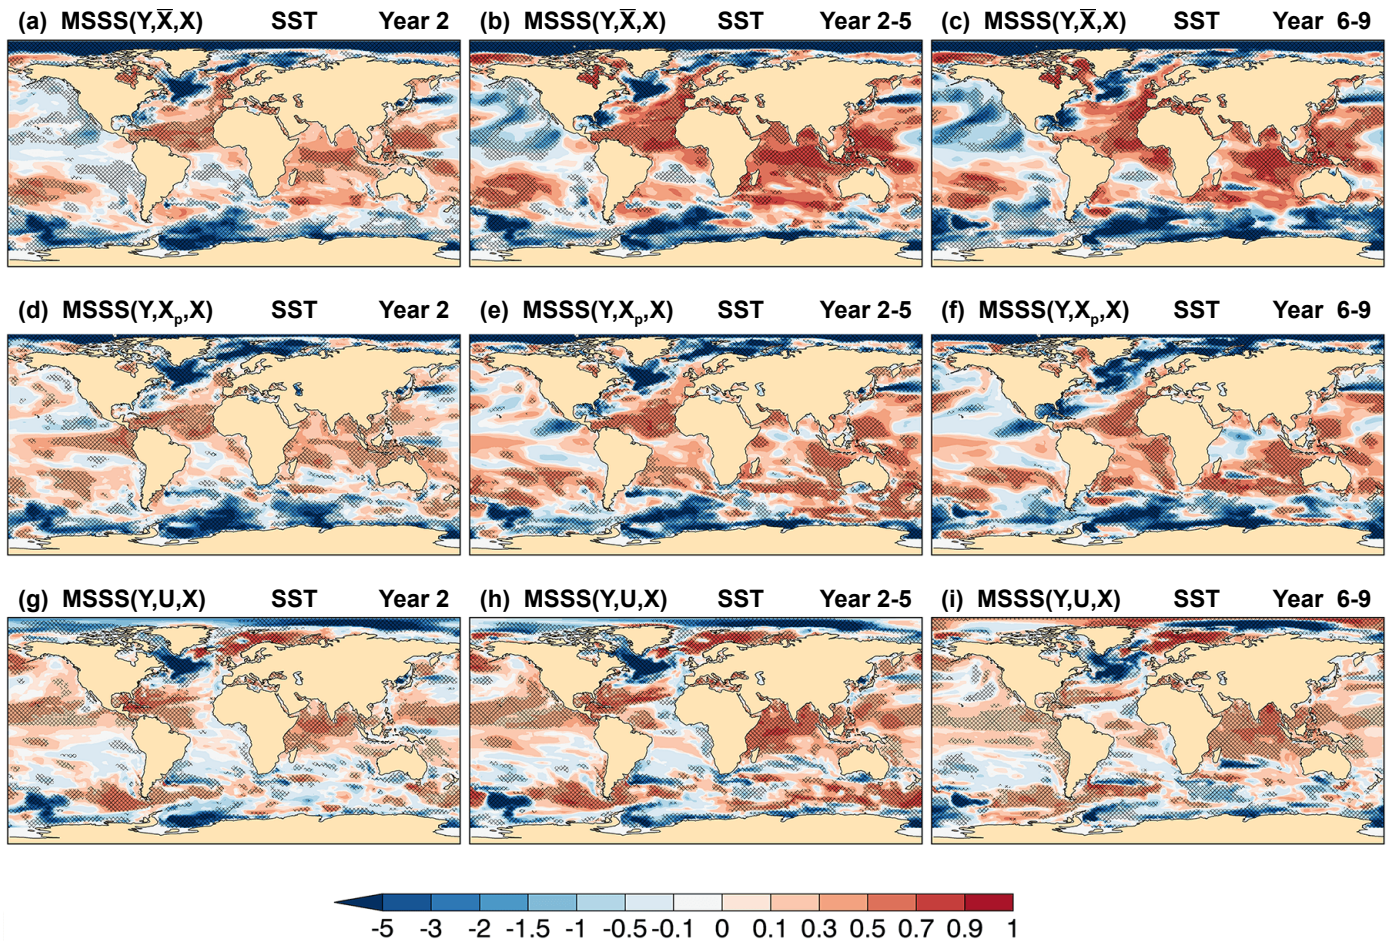 (a) MSSS(Y,X̅,X) SST Year 2
(b) MSSS(Y,X̅,X) SST Year 2-5
(c) MSSS(Y,X̅,X) SST Year 6-9
(d) MSSS(Y,Xₚ,X) SST Year 2
(e) MSSS(Y,Xₚ,X) SST Year 2-5
(f) MSSS(Y,Xₚ,X) SST Year 6-9
(g) MSSS(Y,U,X) SST Year 2
(h) MSSS(Y,U,X) SST Year 2-5
(i) MSSS(Y,U,X) SST Year 6-9
-5 -3 -2 -1.5 -1 -0.5 -0.1 0 0.1 0.3 0.5 0.7 0.9 1